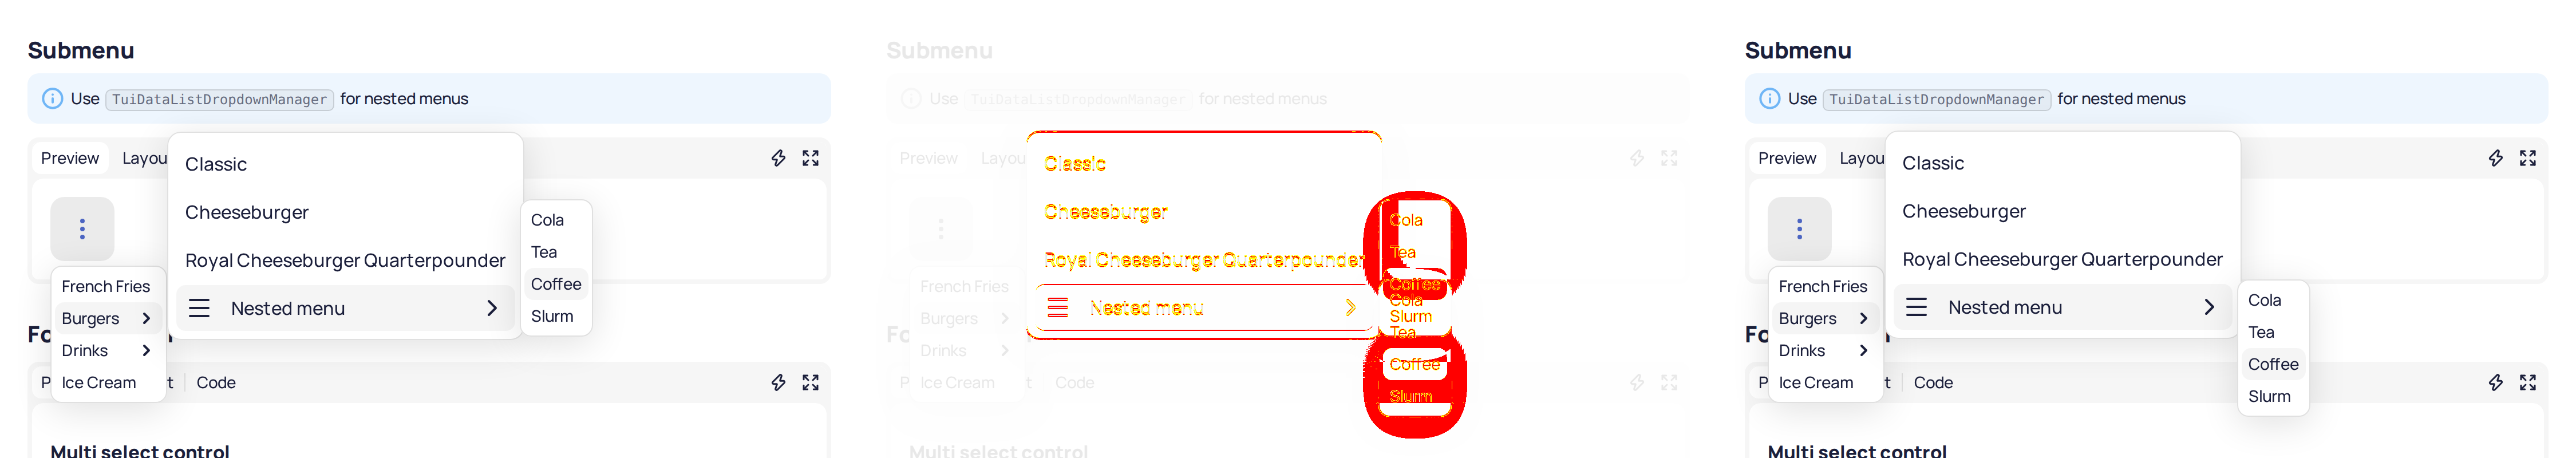 Submenu
Use TuiDataListDropdownManager for nested menus
Preview Layou
Classic
Cheeseburger
Royal Cheeseburger Quarterpounder
Nested menu
Cola
Tea
Coffee
Slurm
French Fries
Burgers
Drinks
Ice Cream
Fo
P t Code
Multi select control
Submenu
Use TuiDataListDropdownManager for nested menus
Preview Layou
Classic
Cheeseburger
Royal Cheeseburger Quarterpounder
Nested menu
Cola
Tea
Coffee
Cola
Slurm
Tea
Coffee
Slurm
French Fries
Burgers
Drinks
Ice Cream
Fo
P t Code
Multi select control
Submenu
Use TuiDataListDropdownManager for nested menus
Preview Layou
Classic
Cheeseburger
Royal Cheeseburger Quarterpounder
Nested menu
Cola
Tea
Coffee
Slurm
French Fries
Burgers
Drinks
Ice Cream
Fo
P t Code
Multi select control